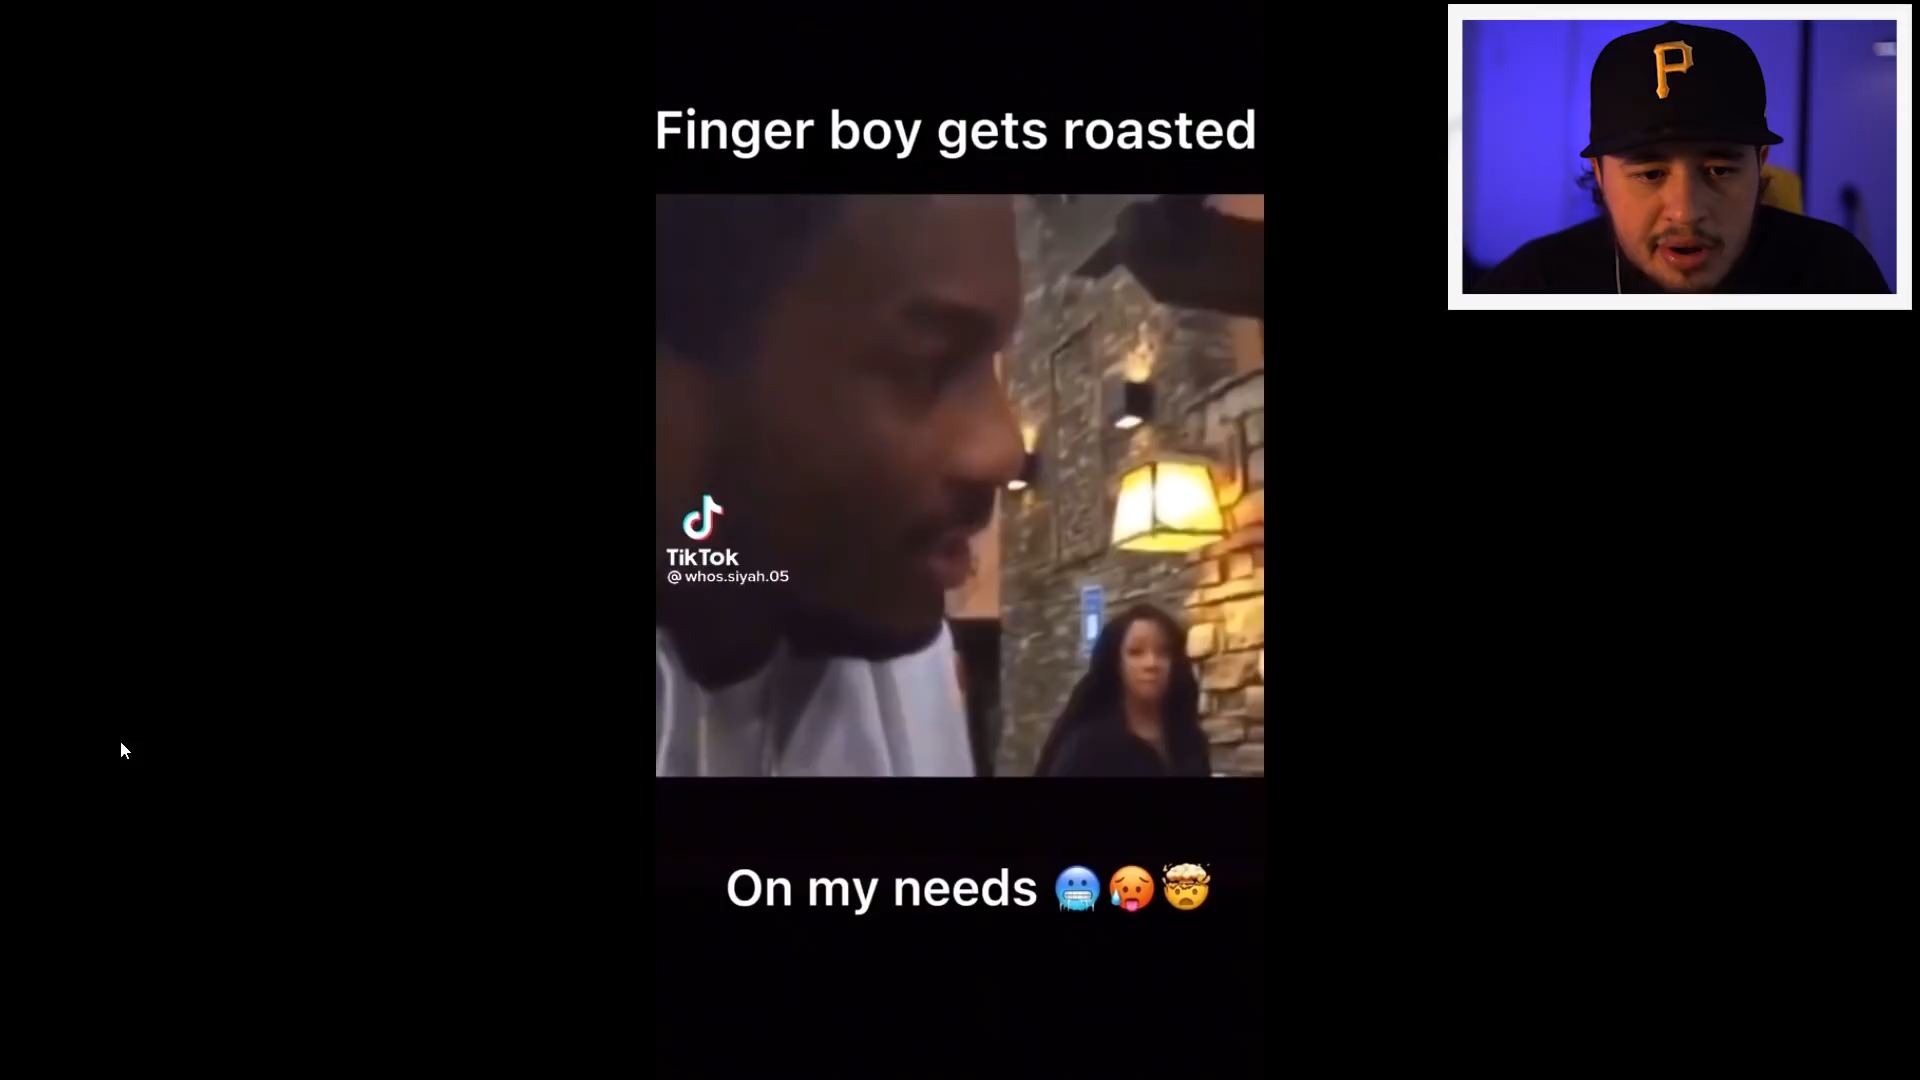 P
Finger boy gets roasted
TikTok
@ whos.siyah.05
On my needs 🥶🥵🤯